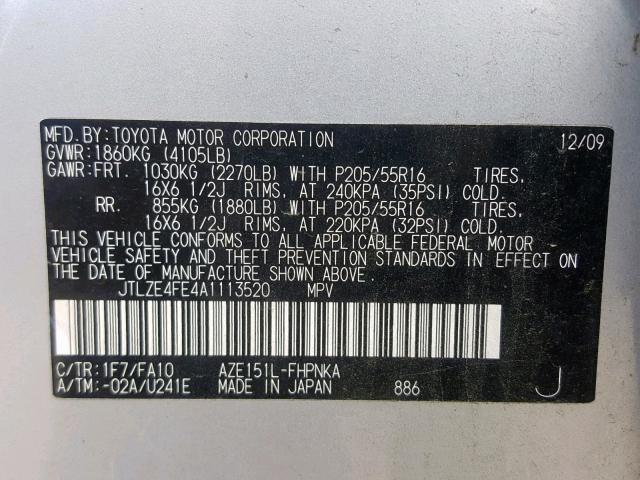 MFD.BY:TOYOTA MOTOR CORPORATION 12/09
GVWR:1860KG (4105LB)
GAWR:FRT. 1030KG (2270LB) WITH P205/55R16 TIRES,
16X6 1/2J RIMS, AT 240KPA (35PSI) COLD.
RR. 855KG (1880LB) WITH P205/55R16 TIRES,
16X6 1/2J RIMS, AT 220KPA (32PSI) COLD.
THIS VEHICLE CONFORMS TO ALL APPLICABLE FEDERAL MOTOR
VEHICLE SAFETY AND THEFT PREVENTION STANDARDS IN EFFECT ON
THE DATE OF MANUFACTURE SHOWN ABOVE.
JTLZE4FE4A1113520 MPV
C/TR:1F7/FA10 AZE151L-FHPNKA
A/TM:-02A/U241E MADE IN JAPAN 886 J